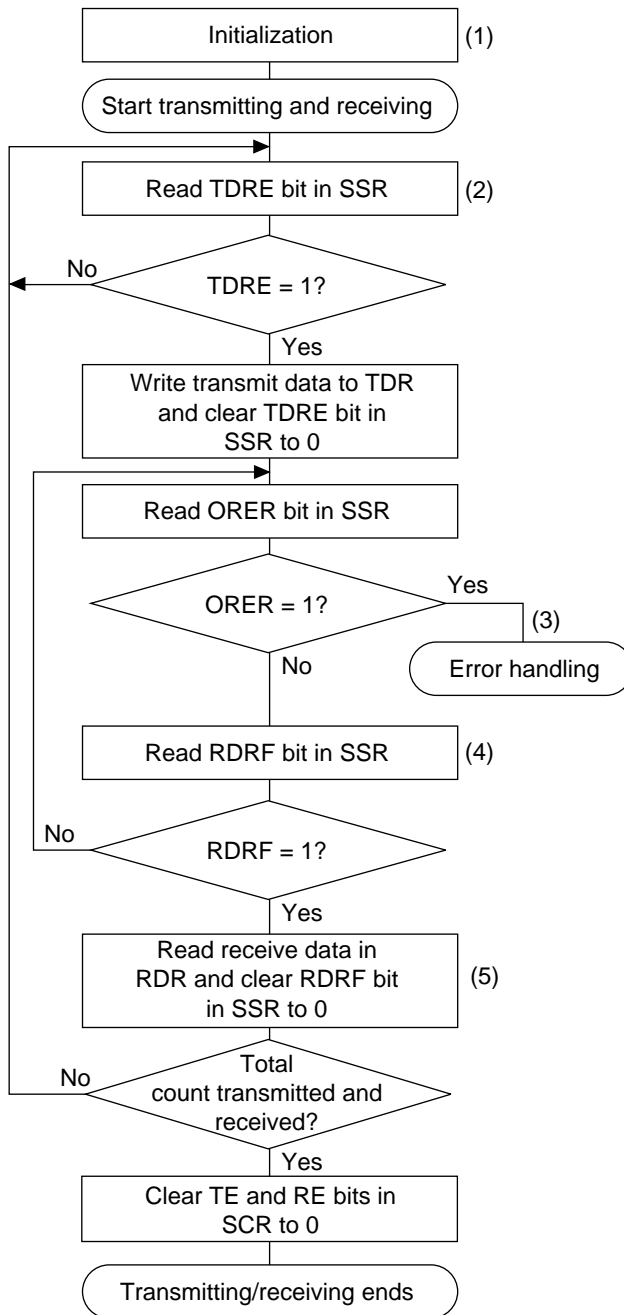 Initialization
(1)
Start transmitting and receiving
Read TDRE bit in SSR
(2)
No
TDRE = 1?
Yes
Write transmit data to TDR
and clear TDRE bit in
SSR to 0
Read ORER bit in SSR
Yes
ORER = 1?
(3)
No
Error handling
Read RDRF bit in SSR
(4)
No
RDRF = 1?
Yes
Read receive data in
RDR and clear RDRF bit
in SSR to 0
(5)
Total
No
count transmitted and
received?
Yes
Clear TE and RE bits in
SCR to 0
Transmitting/receiving ends